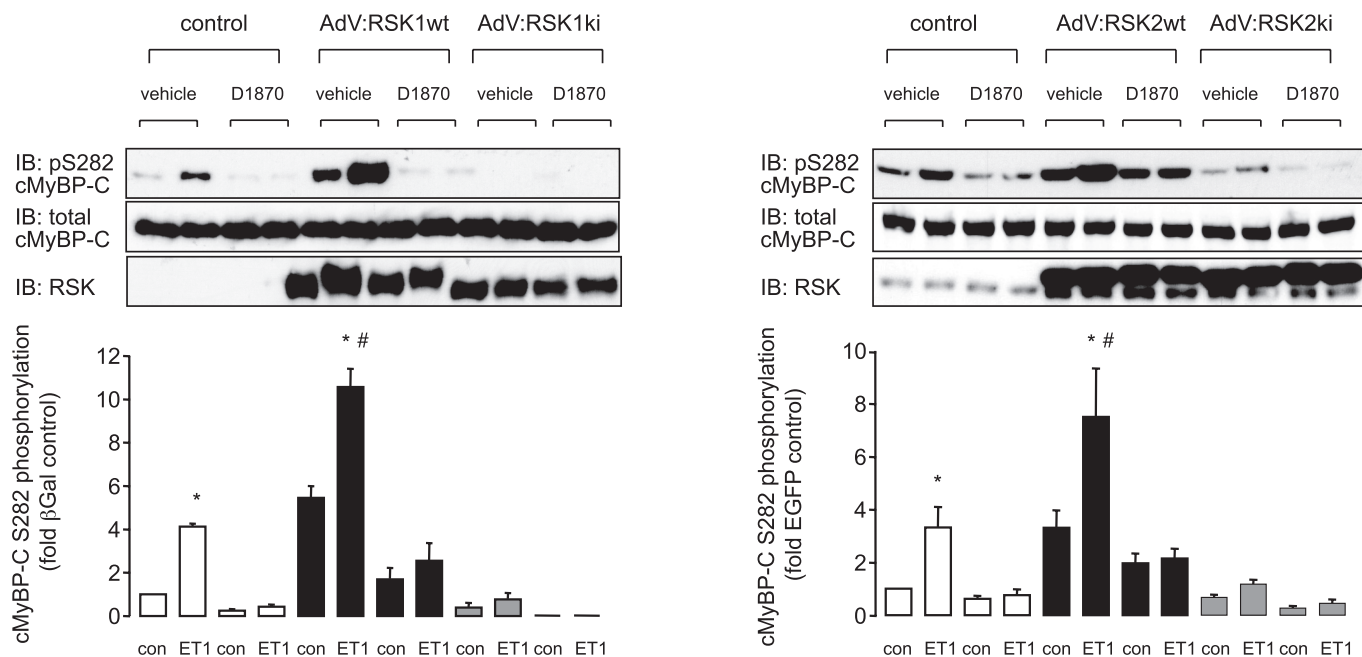 control AdV:RSK1wt AdV:RSK1ki
vehicle D1870 vehicle D1870 vehicle D1870
IB: pS282
cMyBP-C
IB: total
cMyBP-C
IB: RSK
cMyBP-C S282 phosphorylation
(fold βGal control)
12
10
8
6
4
2
0
*
* #
con ET1 con ET1 con ET1 con ET1 con ET1 con ET1
control AdV:RSK2wt AdV:RSK2ki
vehicle D1870 vehicle D1870 vehicle D1870
IB: pS282
cMyBP-C
IB: total
cMyBP-C
IB: RSK
cMyBP-C S282 phosphorylation
(fold EGFP control)
10
8
6
4
2
0
*
* #
con ET1 con ET1 con ET1 con ET1 con ET1 con ET1